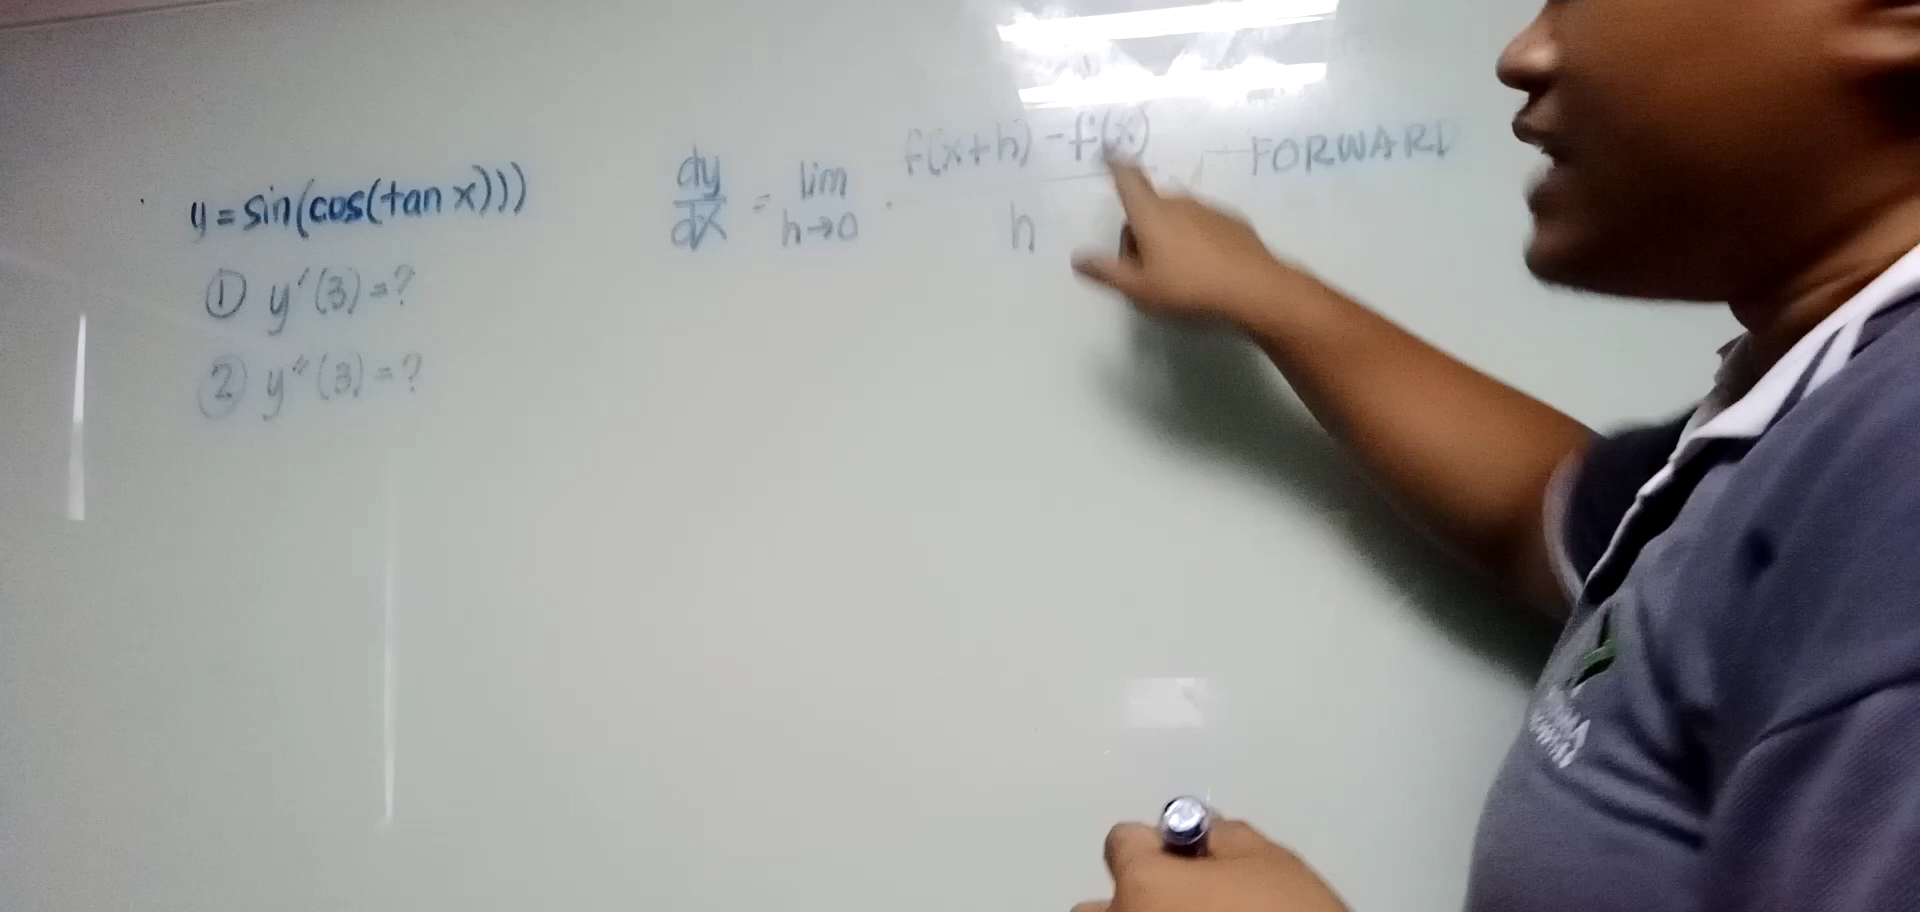 y = sin(cos(tan x)))
① y'(3) = ?
② y"(3) = ?
dy/dx = lim h→0 . f(x+h) - f(x) / h
FORWARD